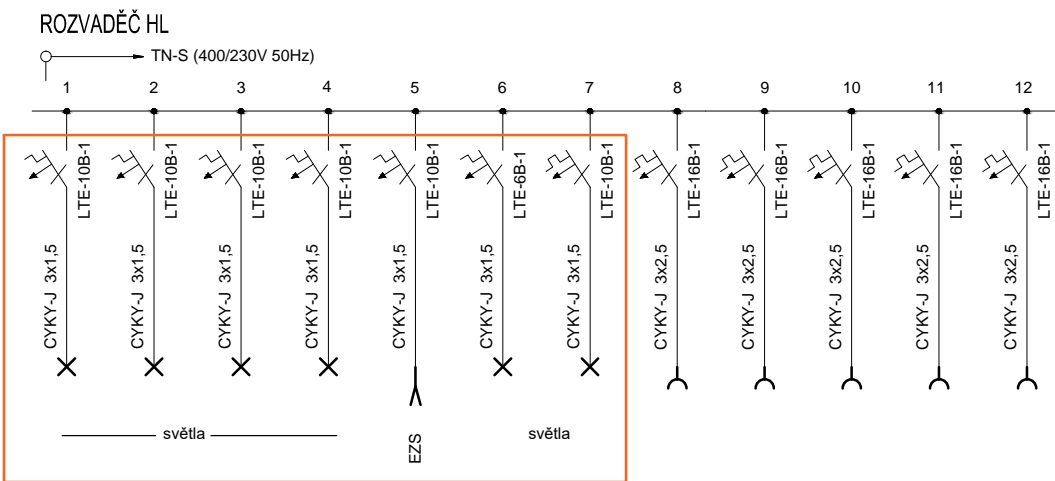 ROZVADĚČ HL
TN-S (400/230V 50Hz)
1 2 3 4 5 6 7 8 9 10 11 12
LTE-10B-1 LTE-10B-1 LTE-10B-1 LTE-10B-1 LTE-10B-1 LTE-6B-1 LTE-10B-1 LTE-16B-1 LTE-16B-1 LTE-16B-1 LTE-16B-1 LTE-16B-1
CYKY-J 3x1,5 CYKY-J 3x1,5 CYKY-J 3x1,5 CYKY-J 3x1,5 CYKY-J 3x1,5 CYKY-J 3x1,5 CYKY-J 3x1,5 CYKY-J 3x2,5 CYKY-J 3x2,5 CYKY-J 3x2,5 CYKY-J 3x2,5 CYKY-J 3x2,5
světla EZS světla